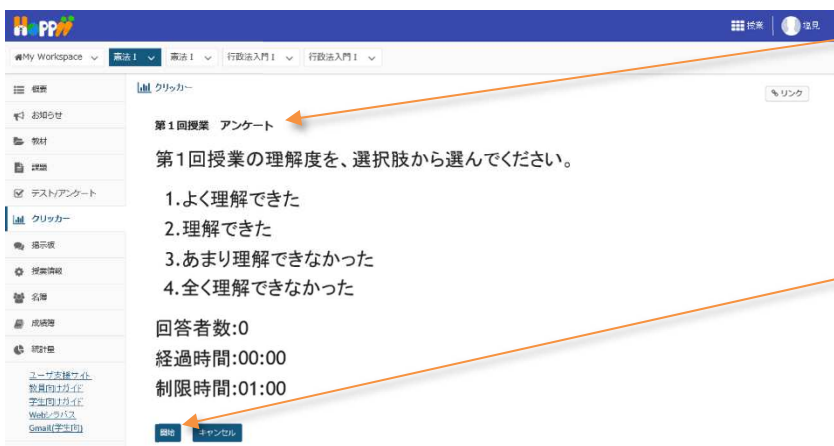 HoPPii
授業
塩見
My Workspace
憲法 I
憲法 I
行政法入門 I
行政法入門 I
概要
お知らせ
教材
課題
テスト/アンケート
クリッカー
掲示板
授業情報
名簿
成績簿
統計量
ユーザ支援サイト
教員向けガイド
学生向けガイド
Webシラバス
Gmail(学生向)
クリッカー
リンク
第1回授業 アンケート
第1回授業の理解度を、選択肢から選んでください。
1.よく理解できた
2.理解できた
3.あまり理解できなかった
4.全く理解できなかった
回答者数:0
経過時間:00:00
制限時間:01:00
開始
キャンセル